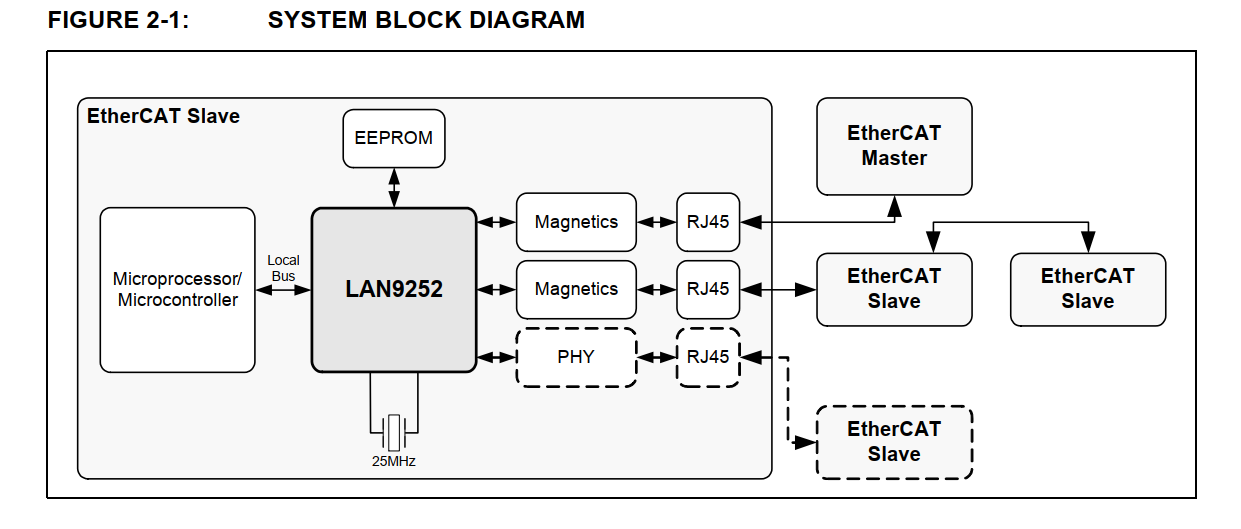 FIGURE 2-1: SYSTEM BLOCK DIAGRAM
EtherCAT Slave
EEPROM
Microprocessor/
Microcontroller
Local
Bus
LAN9252
25MHz
Magnetics
RJ45
Magnetics
RJ45
PHY
RJ45
EtherCAT
Master
EtherCAT
Slave
EtherCAT
Slave
EtherCAT
Slave